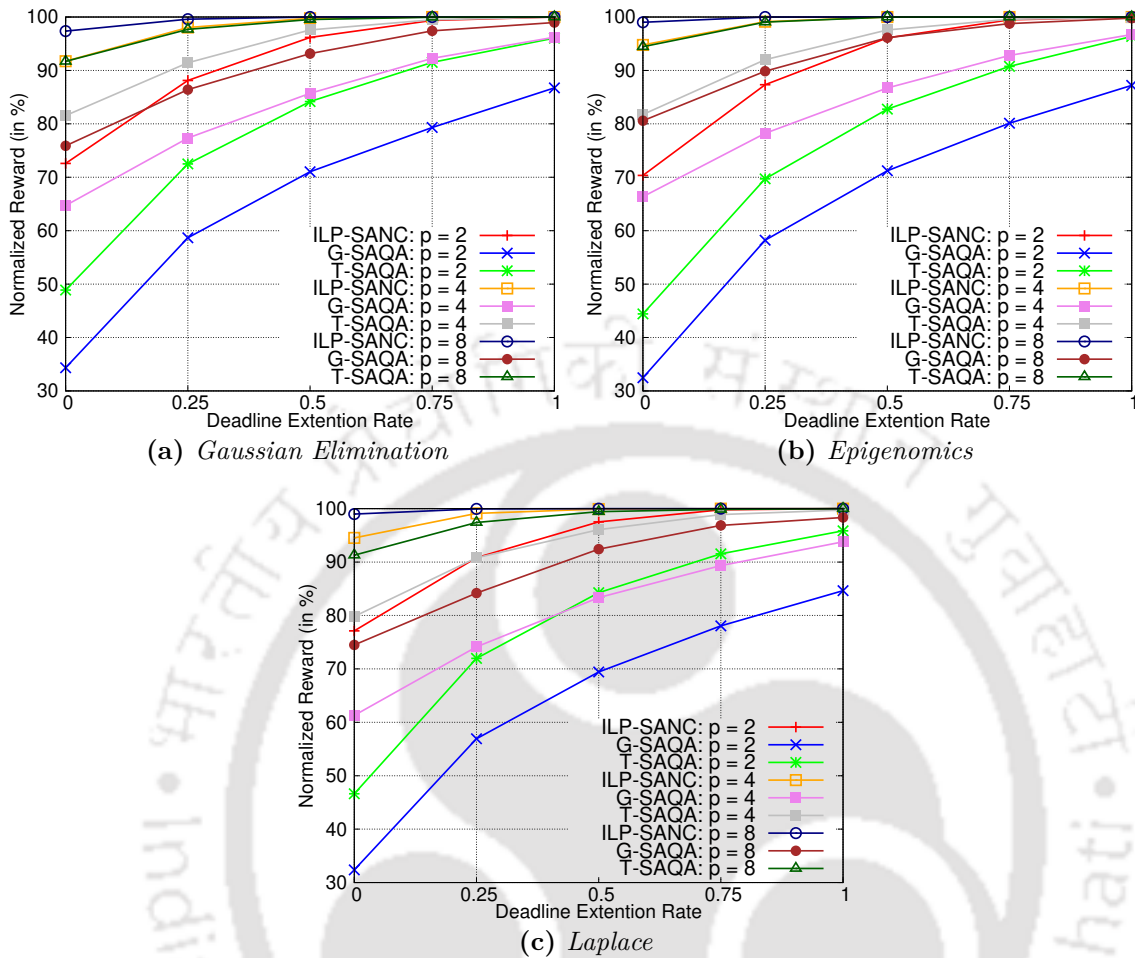 100
90
80
70
60
50
40
30
Normalized Reward (in %)
ILP-SANC: p = 2
G-SAQA: p = 2
T-SAQA: p = 2
ILP-SANC: p = 4
G-SAQA: p = 4
T-SAQA: p = 4
ILP-SANC: p = 8
G-SAQA: p = 8
T-SAQA: p = 8
0 0.25 0.5 0.75 1
Deadline Extention Rate
(a) Gaussian Elimination
100
90
80
70
60
50
40
30
Normalized Reward (in %)
ILP-SANC: p = 2
G-SAQA: p = 2
T-SAQA: p = 2
ILP-SANC: p = 4
G-SAQA: p = 4
T-SAQA: p = 4
ILP-SANC: p = 8
G-SAQA: p = 8
T-SAQA: p = 8
0 0.25 0.5 0.75 1
Deadline Extention Rate
(b) Epigenomics
100
90
80
70
60
50
40
30
Normalized Reward (in %)
ILP-SANC: p = 2
G-SAQA: p = 2
T-SAQA: p = 2
ILP-SANC: p = 4
G-SAQA: p = 4
T-SAQA: p = 4
ILP-SANC: p = 8
G-SAQA: p = 8
T-SAQA: p = 8
0 0.25 0.5 0.75 1
Deadline Extention Rate
(c) Laplace